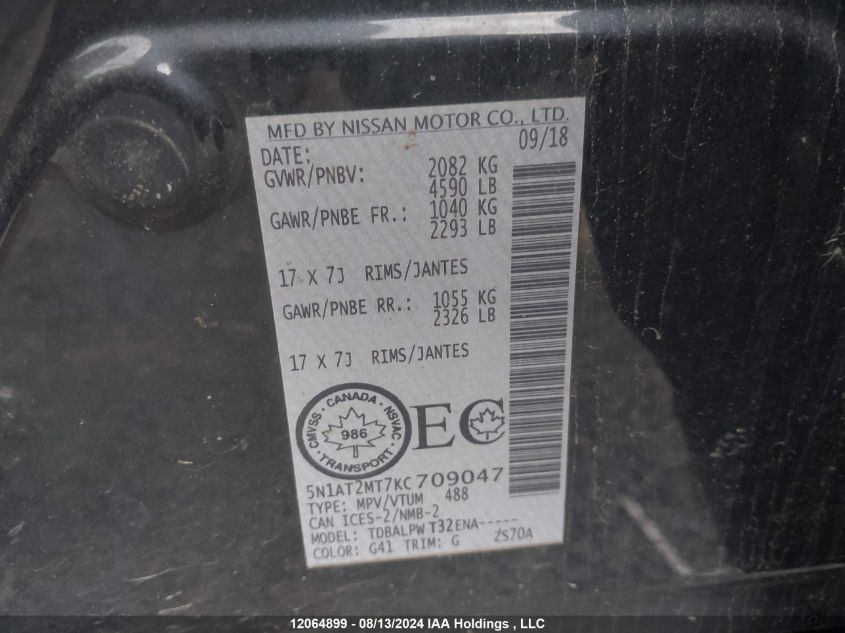 MFD BY NISSAN MOTOR CO., LTD.
DATE: 09/18
GVWR/PNBV: 2082 KG
4590 LB
GAWR/PNBE FR.: 1040 KG
2293 LB
17 X 7J RIMS/JANTES
GAWR/PNBE RR.: 1055 KG
2326 LB
17 X 7J RIMS/JANTES
CANADA
CMVSS · NSVAC
986
TRANSPORT
EC
5N1AT2MT7KC709047
TYPE: MPV/VTUM 488
CAN ICES-2/NMB-2
MODEL: TDBALPW T32ENA-----
COLOR: G41 TRIM: G ZS70A
12064899 - 08/13/2024 IAA Holdings , LLC